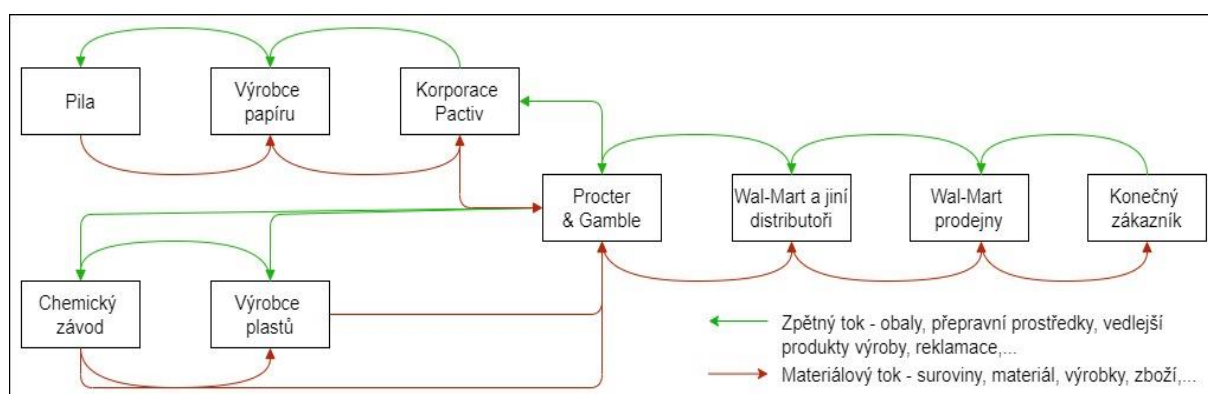 Pila
Výrobce
papíru
Korporace
Pactiv
Procter
& Gamble
Wal-Mart a jiní
distributoři
Wal-Mart
prodejny
Konečný
zákazník
Chemický
závod
Výrobce
plastů
Zpětný tok - obaly, přepravní prostředky, vedlejší
produkty výroby, reklamace,...
Materiálový tok - suroviny, materiál, výrobky, zboží,...